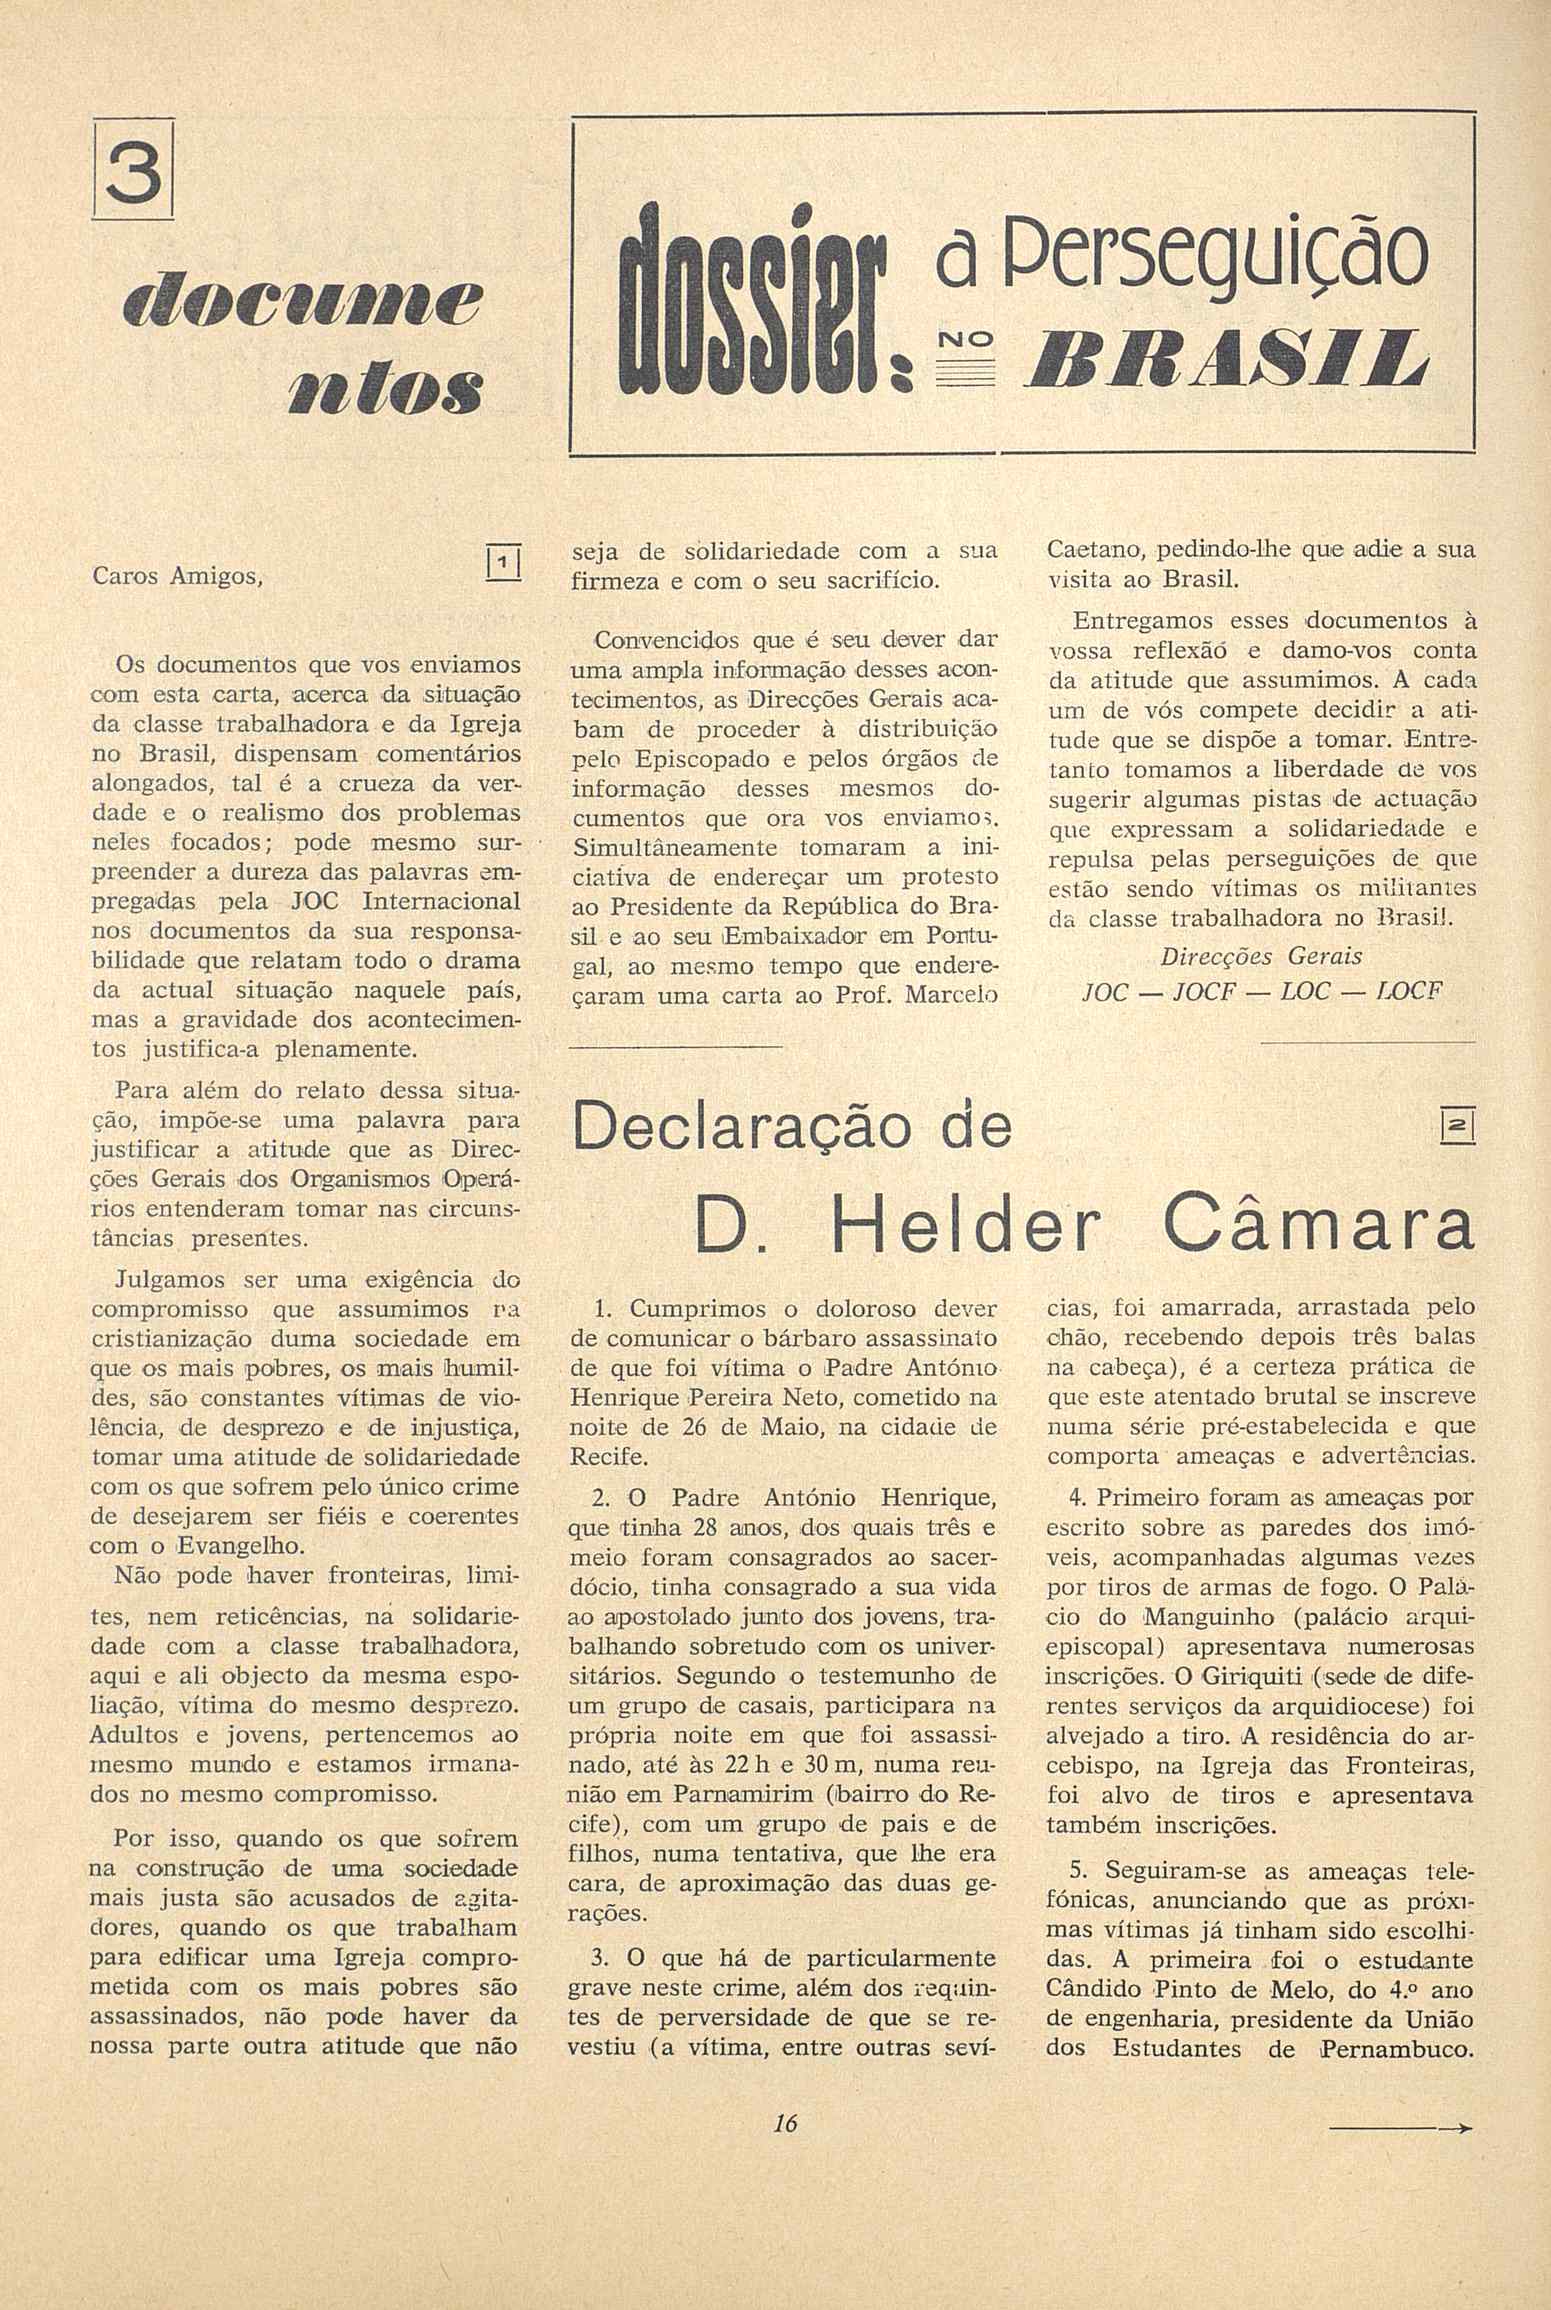 3
docume
ntos
dossier:
a Perseguição
NO BRASIL
1
Caros Amigos,
Os documentos que vos enviamos
com esta carta, acerca da situação
da classe trabalhadora e da Igreja
no Brasil, dispensam comentários
alongados, tal é a crueza da ver-
dade e o realismo dos problemas
neles focados; pode mesmo sur-
preender a dureza das palavras em-
pregadas pela JOC Internacional
nos documentos da sua responsa-
bilidade que relatam todo o drama
da actual situação naquele país,
mas a gravidade dos acontecimen-
tos justifica-a plenamente.
Para além do relato dessa situa-
ção, impõe-se uma palavra para
justificar a atitude que as Direc-
ções Gerais dos Organismos Operá-
rios entenderam tomar nas circuns-
tâncias presentes.
Julgamos ser uma exigência do
compromisso que assumimos na
cristianização duma sociedade em
que os mais pobres, os mais humil-
des, são constantes vítimas de vio-
lência, de desprezo e de injustiça,
tomar uma atitude de solidariedade
com os que sofrem pelo único crime
de desejarem ser fiéis e coerentes
com o Evangelho.
Não pode haver fronteiras, limi-
tes, nem reticências, na solidarie-
dade com a classe trabalhadora,
aqui e ali objecto da mesma espo-
liação, vítima do mesmo desprezo.
Adultos e jovens, pertencemos ao
mesmo mundo e estamos irmana-
dos no mesmo compromisso.
Por isso, quando os que sofrem
na construção de uma sociedade
mais justa são acusados de agita-
dores, quando os que trabalham
para edificar uma Igreja compro-
metida com os mais pobres são
assassinados, não pode haver da
nossa parte outra atitude que não
seja de solidariedade com a sua
firmeza e com o seu sacrifício.
Convencidos que é seu dever dar
uma ampla informação desses acon-
tecimentos, as Direcções Gerais aca-
bam de proceder à distribuição
pelo Episcopado e pelos órgãos de
informação desses mesmos do-
cumentos que ora vos enviamos.
Simultâneamente tomaram a ini-
ciativa de endereçar um protesto
ao Presidente da República do Bra-
sil e ao seu Embaixador em Portu-
gal, ao mesmo tempo que endere-
çaram uma carta ao Prof. Marcelo
Caetano, pedindo-lhe que adie a sua
visita ao Brasil.
Entregamos esses documentos à
vossa reflexão e damo-vos conta
da atitude que assumimos. A cada
um de vós compete decidir a ati-
tude que se dispõe a tomar. Entre-
tanto tomamos a liberdade de vos
sugerir algumas pistas de actuação
que expressam a solidariedade e
repulsa pelas perseguições de que
estão sendo vítimas os militantes
da classe trabalhadora no Brasil.
Direcções Gerais
JOC — JOCF — LOC — LOCF
Declaração de
2
D. Helder Câmara
1. Cumprimos o doloroso dever
de comunicar o bárbaro assassinato
de que foi vítima o Padre António
Henrique Pereira Neto, cometido na
noite de 26 de Maio, na cidade de
Recife.
2. O Padre António Henrique,
que tinha 28 anos, dos quais três e
meio foram consagrados ao sacer-
dócio, tinha consagrado a sua vida
ao apostolado junto dos jovens, tra-
balhando sobretudo com os univer-
sitários. Segundo o testemunho de
um grupo de casais, participara na
própria noite em que foi assassi-
nado, até às 22 h e 30 m, numa reu-
nião em Parnamirim (bairro do Re-
cife), com um grupo de pais e de
filhos, numa tentativa, que lhe era
cara, de aproximação das duas ge-
rações.
3. O que há de particularmente
grave neste crime, além dos requin-
tes de perversidade de que se re-
vestiu (a vítima, entre outras seví-
cias, foi amarrada, arrastada pelo
chão, recebendo depois três balas
na cabeça), é a certeza prática de
que este atentado brutal se inscreve
numa série pré-estabelecida e que
comporta ameaças e advertências.
4. Primeiro foram as ameaças por
escrito sobre as paredes dos imó-
veis, acompanhadas algumas vezes
por tiros de armas de fogo. O Palá-
cio do Manguinho (palácio arqui-
episcopal) apresentava numerosas
inscrições. O Giriquiti (sede de dife-
rentes serviços da arquidiocese) foi
alvejado a tiro. A residência do ar-
cebispo, na Igreja das Fronteiras,
foi alvo de tiros e apresentava
também inscrições.
5. Seguiram-se as ameaças tele-
fónicas, anunciando que as próxi-
mas vítimas já tinham sido escolhi-
das. A primeira foi o estudante
Cândido Pinto de Melo, do 4.º ano
de engenharia, presidente da União
dos Estudantes de Pernambuco.
16